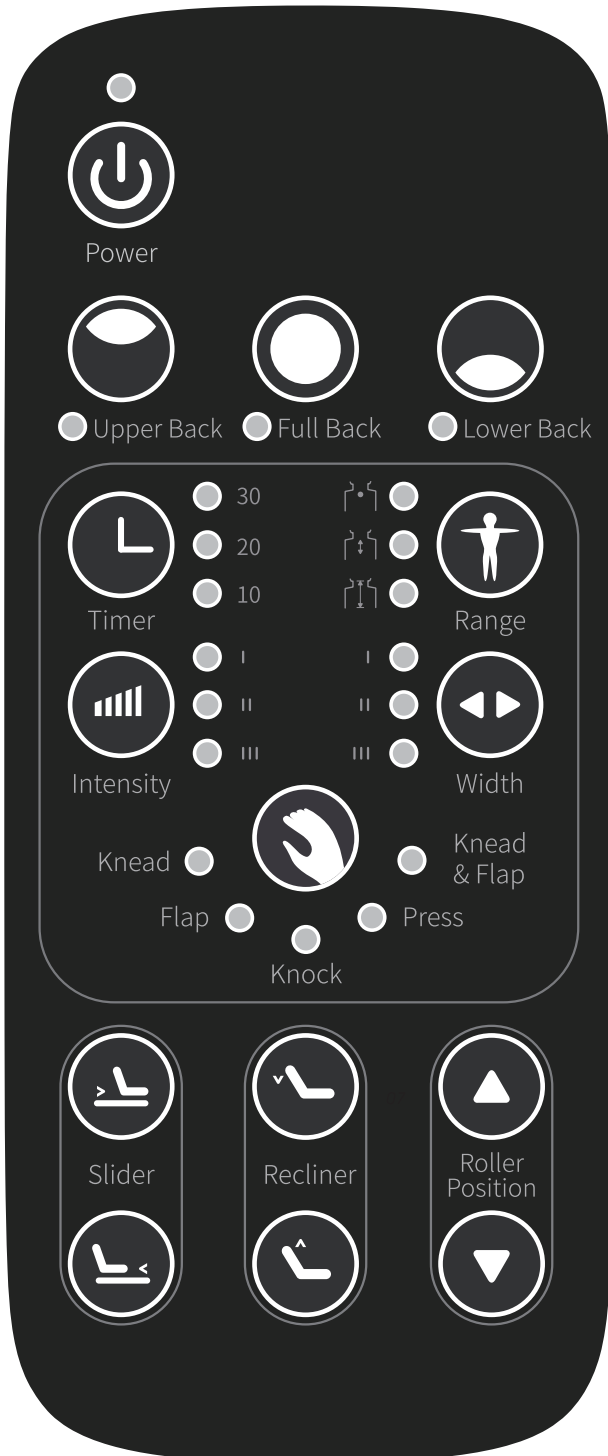 Power
Upper Back
Full Back
Lower Back
30
20
10
Timer
Range
I
I
II
II
III
III
Intensity
Width
Knead
Knead
& Flap
Flap
Press
Knock
Slider
Recliner
Roller
Position